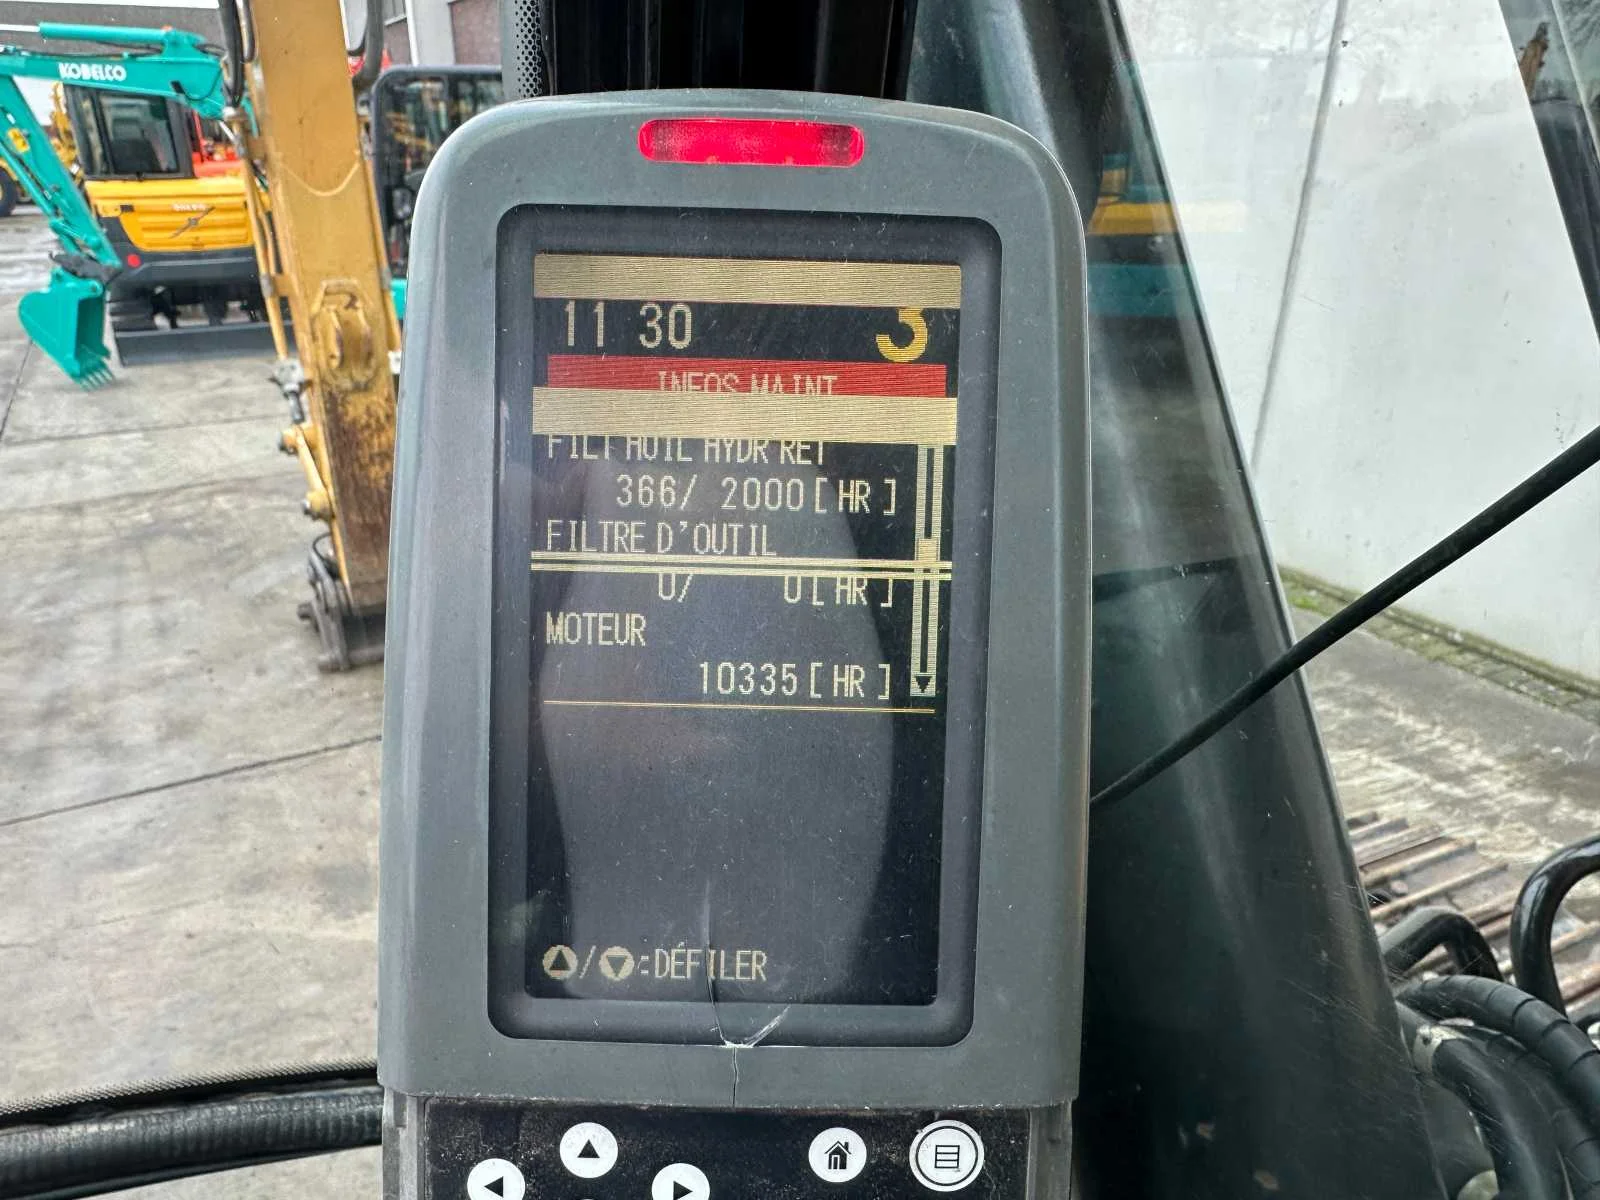 KOBELCO
VOLVO
11 30 3
INFOS MAINT
FILT HUIL HYDR RET
366/ 2000[ HR ]
FILTRE D'OUTIL
0/ 0[ HR ]
MOTEUR
10335[ HR ]
/ :DÉFILER